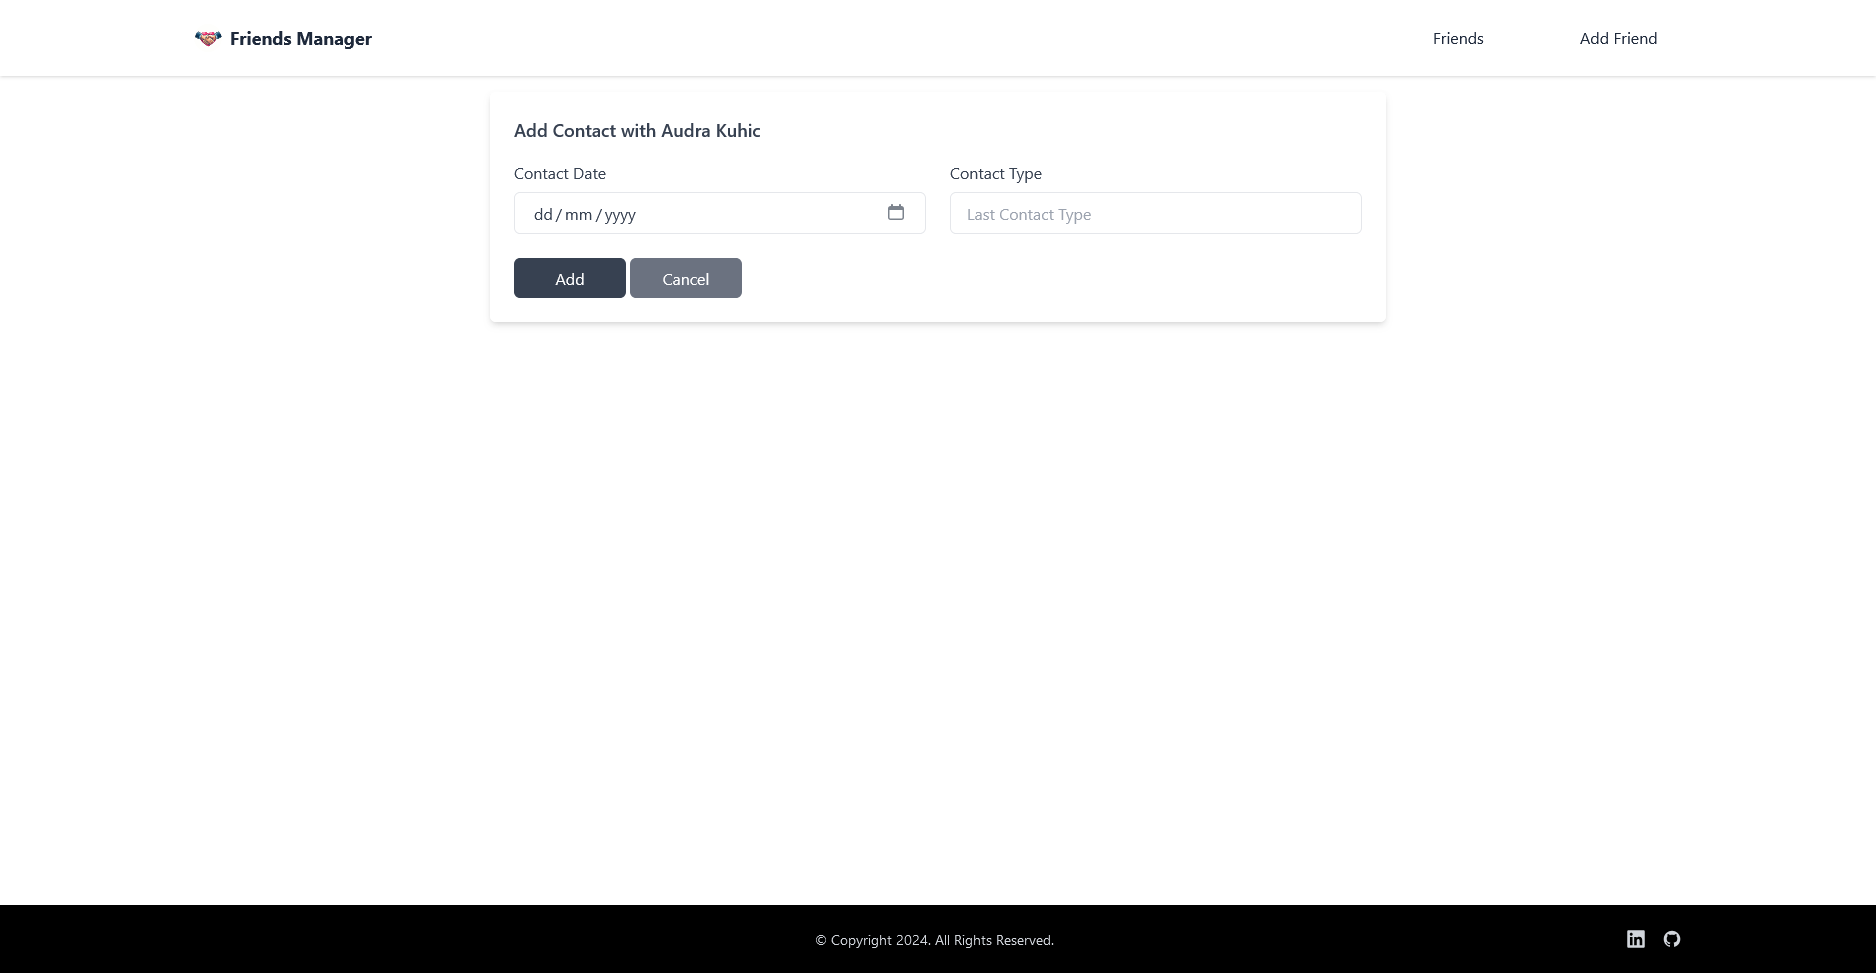 Friends Manager
Friends
Add Friend
Add Contact with Audra Kuhic
Contact Date
Contact Type
dd/mm/yyyy
Last Contact Type
Add
Cancel
© Copyright 2024. All Rights Reserved.